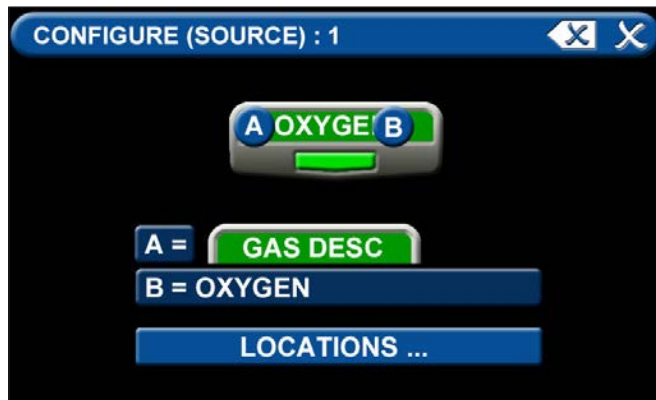 CONFIGURE (SOURCE) : 1
A OXYGE B
A = GAS DESC
B = OXYGEN
LOCATIONS ...